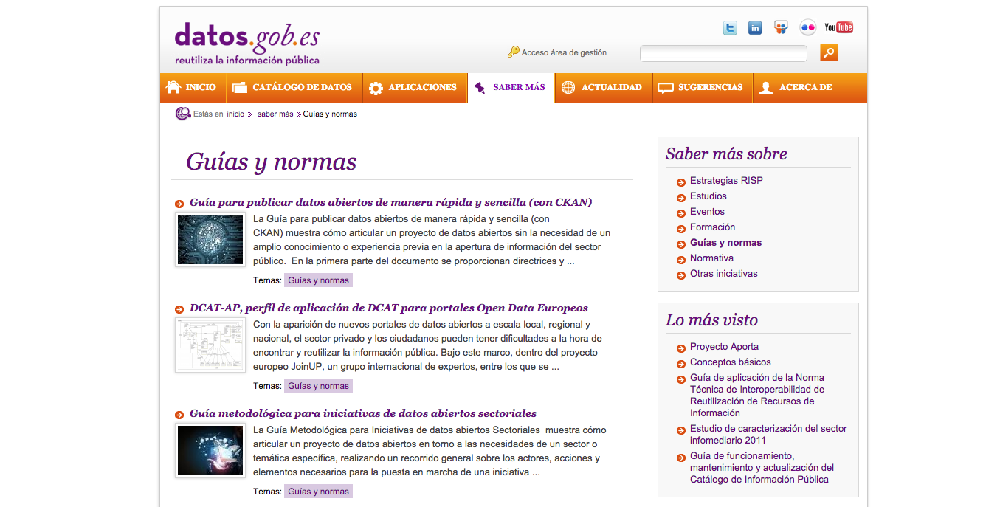 datos.gob.es
reutiliza la información pública
Acceso área de gestión
in
You Tube
INICIO
CATÁLOGO DE DATOS
APLICACIONES
SABER MÁS
ACTUALIDAD
SUGERENCIAS
ACERCA DE
Estás en inicio » saber más » Guías y normas
Guías y normas
Guía para publicar datos abiertos de manera rápida y sencilla (con CKAN)
La Guía para publicar datos abiertos de manera rápida y sencilla (con
CKAN) muestra cómo articular un proyecto de datos abiertos sin la necesidad de un
amplio conocimiento o experiencia previa en la apertura de información del sector
público. En la primera parte del documento se proporcionan directrices y ...
Temas: Guías y normas
DCAT-AP, perfil de aplicación de DCAT para portales Open Data Europeos
Con la aparición de nuevos portales de datos abiertos a escala local, regional y
nacional, el sector privado y los ciudadanos pueden tener dificultades a la hora de
encontrar y reutilizar la información pública. Bajo este marco, dentro del proyecto
europeo JoinUP, un grupo internacional de expertos, entre los que se ...
Temas: Guías y normas
Guía metodológica para iniciativas de datos abiertos sectoriales
La Guía Metodológica para Iniciativas de datos abiertos Sectoriales muestra cómo
articular un proyecto de datos abiertos en torno a las necesidades de un sector o
temática específica, realizando un recorrido general sobre los actores, acciones y
elementos necesarios para la puesta en marcha de una iniciativa ...
Temas: Guías y normas
Saber más sobre
Estrategias RISP
Estudios
Eventos
Formación
Guías y normas
Normativa
Otras iniciativas
Lo más visto
Proyecto Aporta
Conceptos básicos
Guía de aplicación de la Norma
Técnica de Interoperabilidad de
Reutilización de Recursos de
Información
Estudio de caracterización del sector
infomediario 2011
Guía de funcionamiento,
mantenimiento y actualización del
Catálogo de Información Pública